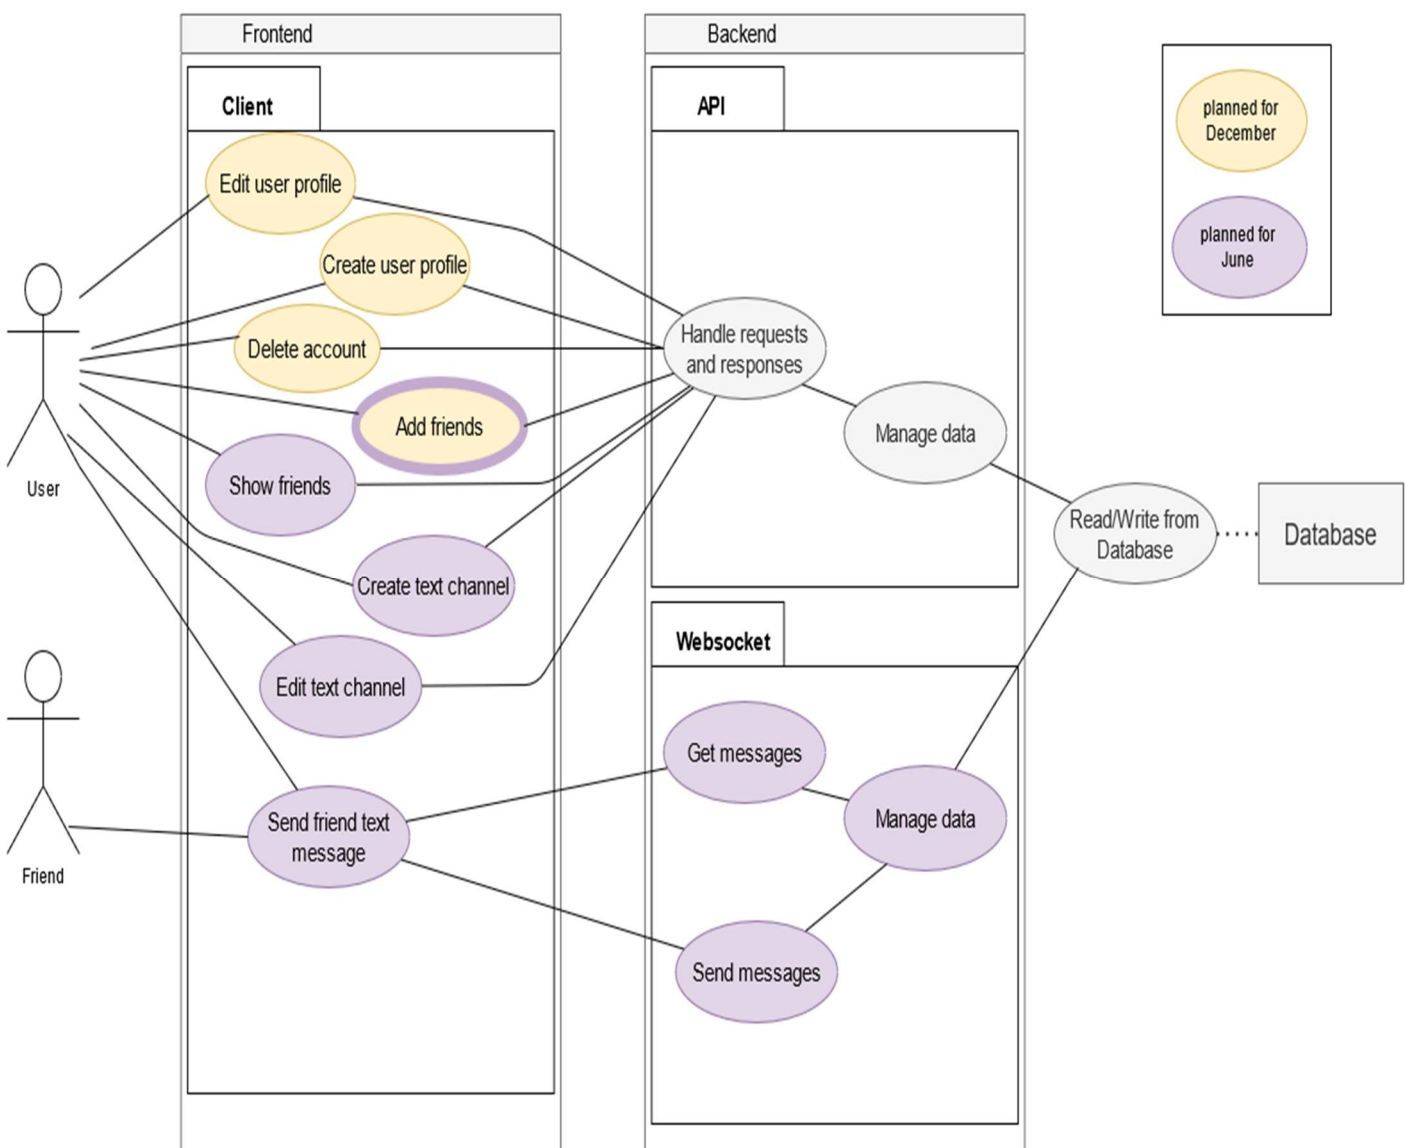 Frontend
Backend
Client
API
planned for
December
planned for
June
Edit user profile
Create user profile
Delete account
Add friends
Show friends
Create text channel
Edit text channel
Send friend text
message
User
Friend
Handle requests
and responses
Manage data
Read/Write from
Database
Database
Websocket
Get messages
Manage data
Send messages